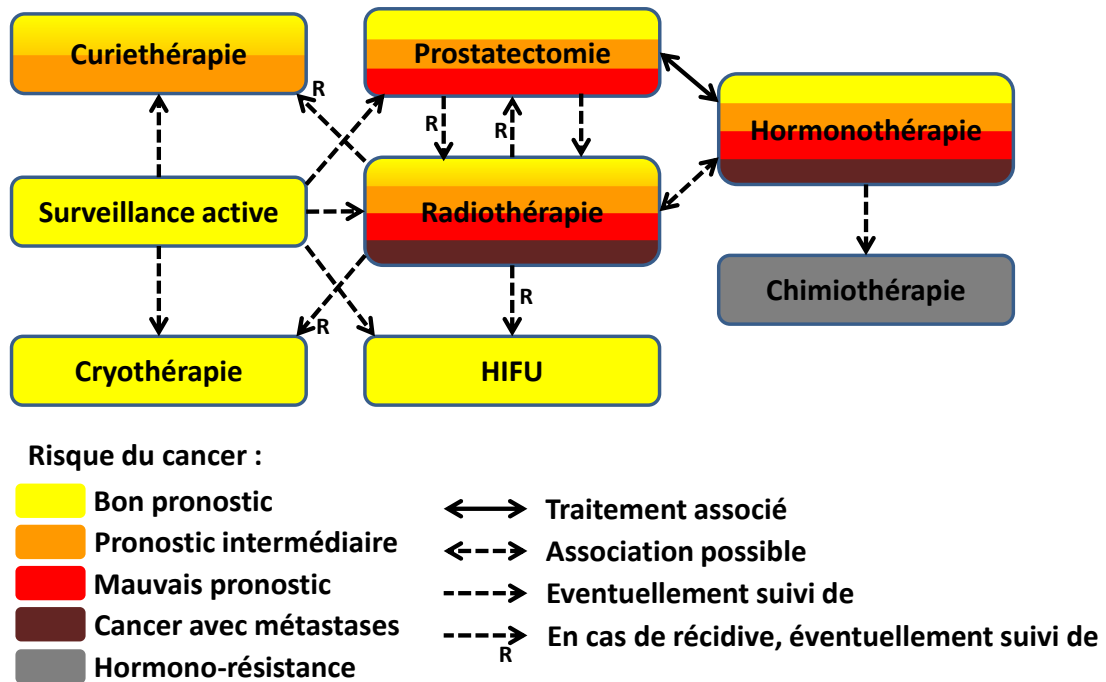 Curiethérapie
Prostatectomie
Hormonothérapie
R
R
R
Surveillance active
Radiothérapie
Chimiothérapie
R
R
Cryothérapie
HIFU
Risque du cancer :
Bon pronostic
Pronostic intermédiaire
Mauvais pronostic
Cancer avec métastases
Hormono-résistance
Traitement associé
Association possible
Eventuellement suivi de
En cas de récidive, éventuellement suivi de
R